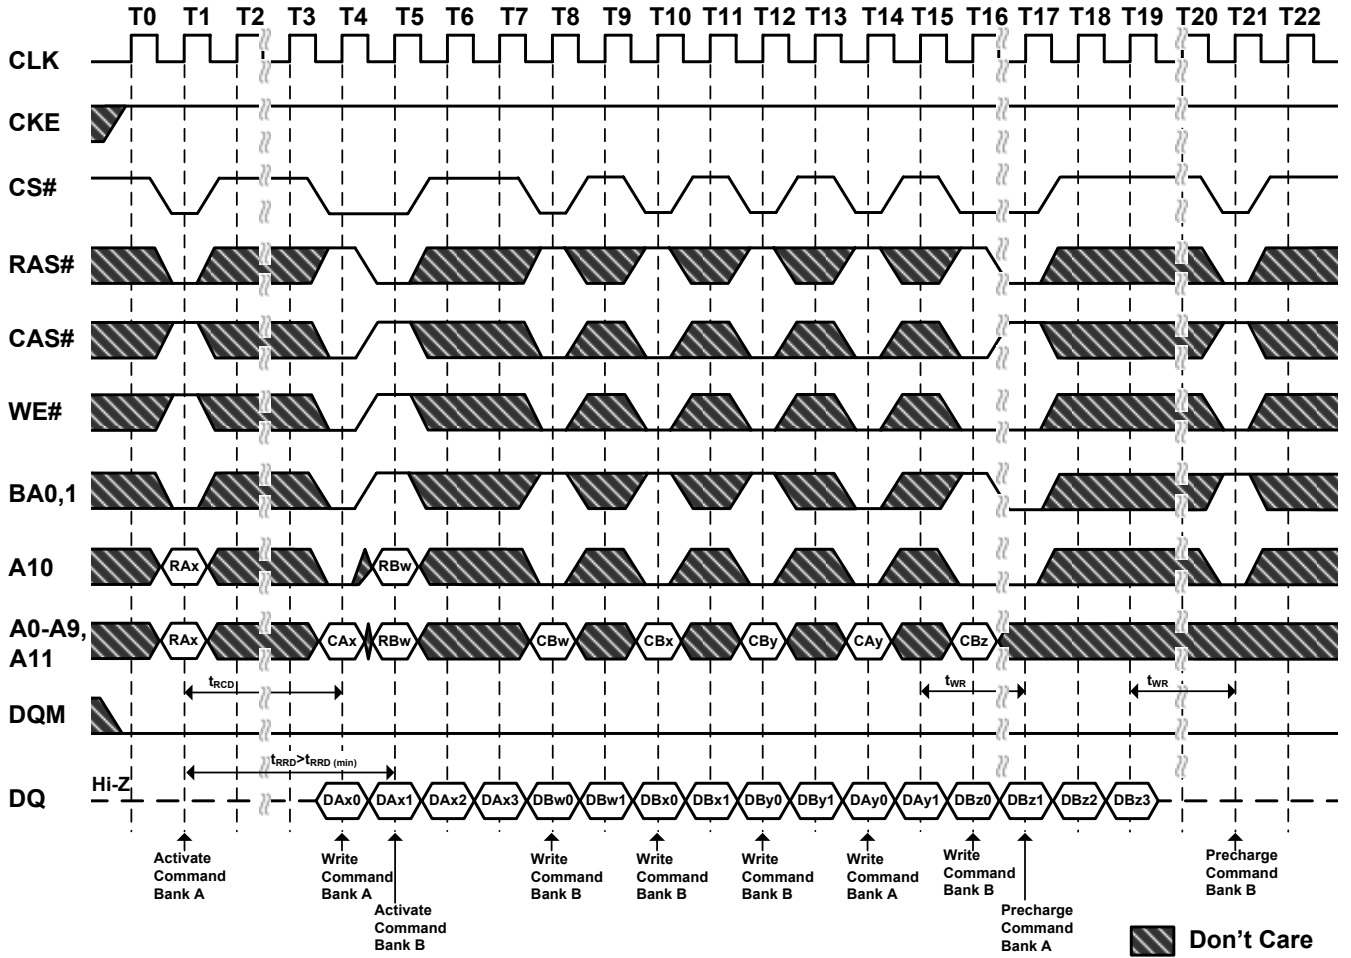 T0 T1 T2 T3 T4 T5 T6 T7 T8 T9 T10 T11 T12 T13 T14 T15 T16 T17 T18 T19 T20 T21 T22
CLK
CKE
CS#
RAS#
CAS#
WE#
BA0,1
A10 RAx RBw
A0-A9,
A11 RAx CAx RBw CBw CBx CBy CAy CBz
tRCD tWR tWR
DQM
tRRD>tRRD (min)
Hi-Z
DQ DAx0 DAx1 DAx2 DAx3 DBw0 DBw1 DBx0 DBx1 DBy0 DBy1 DAy0 DAy1 DBz0 DBz1 DBz2 DBz3
Activate
Command
Bank A
Write
Command
Bank A
Activate
Command
Bank B
Write
Command
Bank B
Write
Command
Bank B
Write
Command
Bank B
Write
Command
Bank A
Write
Command
Bank B
Precharge
Command
Bank A
Precharge
Command
Bank B
Don't Care